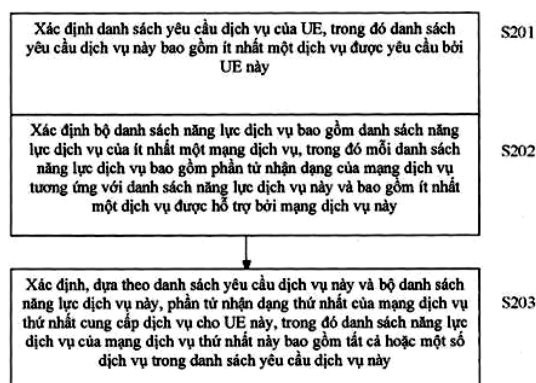 Xác định danh sách yêu cầu dịch vụ của UE, trong đó danh sách
yêu cầu dịch vụ này bao gồm ít nhất một dịch vụ được yêu cầu bởi
UE này
S201
Xác định bộ danh sách năng lực dịch vụ bao gồm danh sách năng
lực dịch vụ của ít nhất một mạng dịch vụ, trong đó mỗi danh sách
năng lực dịch vụ bao gồm phần tử nhận dạng của mạng dịch vụ
tương ứng với danh sách năng lực dịch vụ này và bao gồm ít nhất
một dịch vụ được hỗ trợ bởi mạng dịch vụ này
S202
Xác định, dựa theo danh sách yêu cầu dịch vụ này và bộ danh sách
năng lực dịch vụ này, phần tử nhận dạng thứ nhất của mạng dịch vụ
thứ nhất cung cấp dịch vụ cho UE này, trong đó danh sách năng lực
dịch vụ của mạng dịch vụ thứ nhất này bao gồm tất cả hoặc một số
dịch vụ trong danh sách yêu cầu dịch vụ này
S203